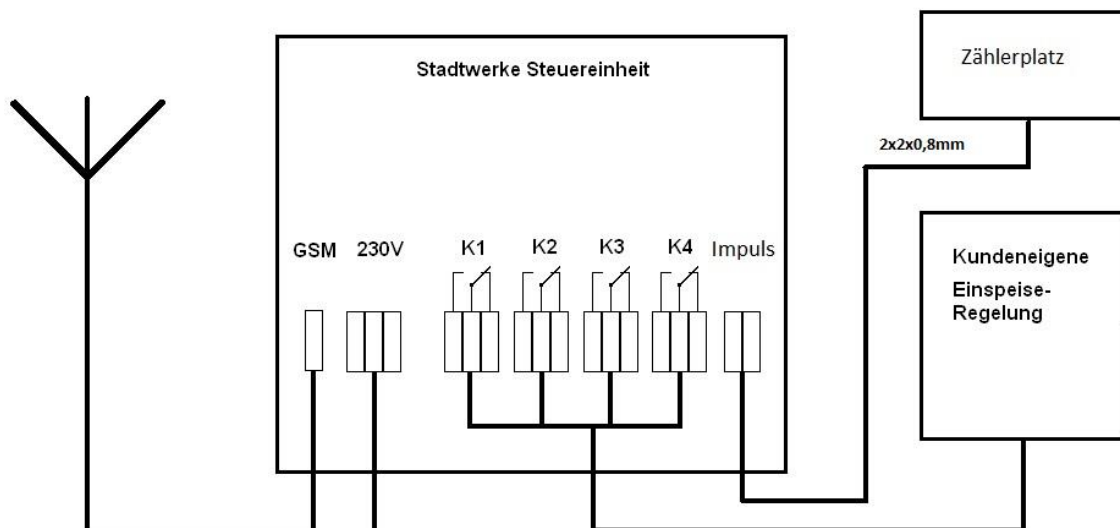 Stadtwerke Steuereinheit
Zählerplatz
2x2x0,8mm
GSM 230V K1 K2 K3 K4 Impuls
Kundeneigene
Einspeise-
Regelung